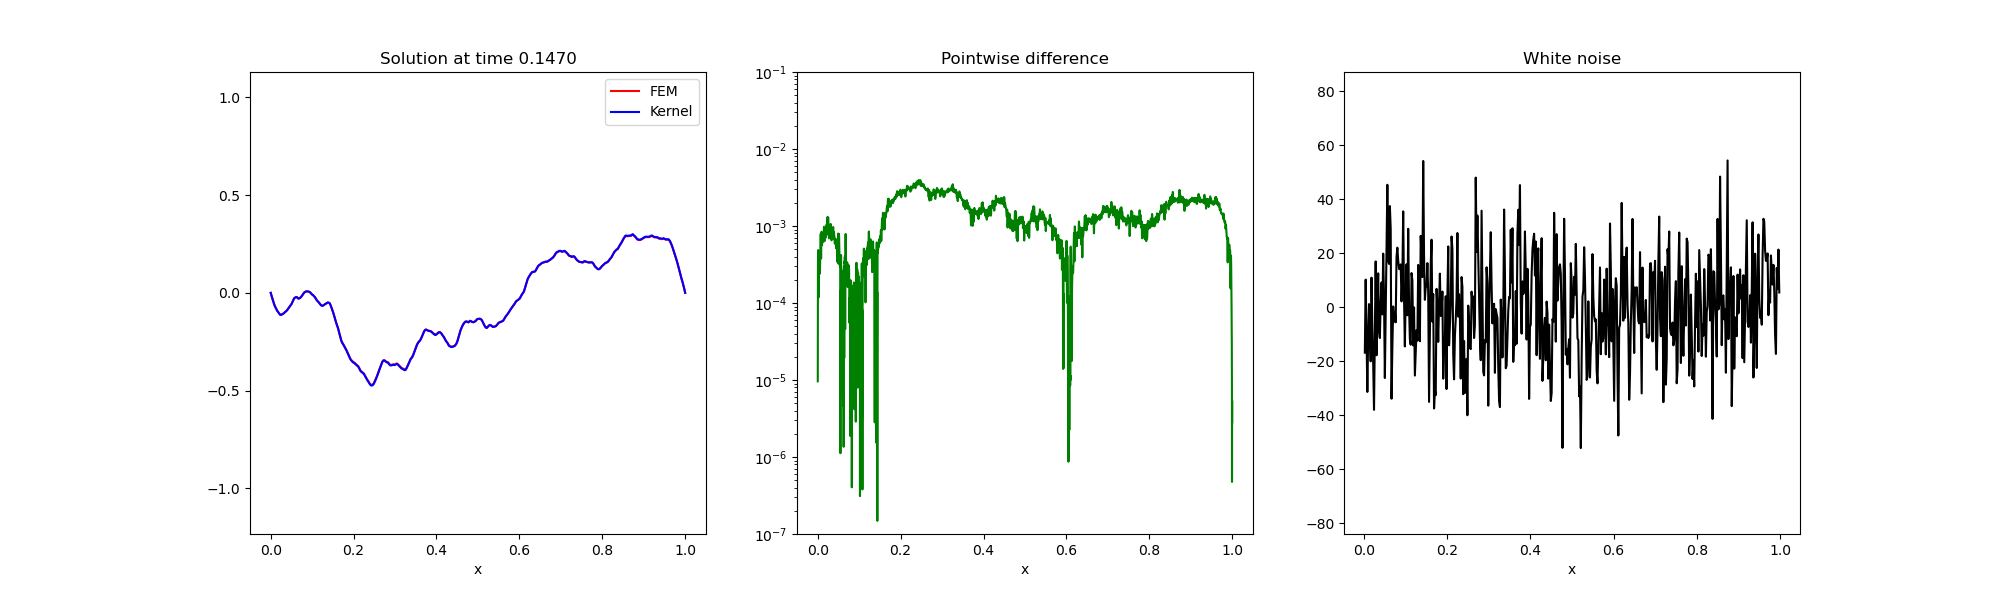 Solution at time 0.1470
1.0
0.5
0.0
−0.5
−1.0
FEM
Kernel
0.0 0.2 0.4 0.6 0.8 1.0
x
Pointwise difference
10⁻¹
10⁻²
10⁻³
10⁻⁴
10⁻⁵
10⁻⁶
10⁻⁷
0.0 0.2 0.4 0.6 0.8 1.0
x
White noise
80
60
40
20
0
−20
−40
−60
−80
0.0 0.2 0.4 0.6 0.8 1.0
x